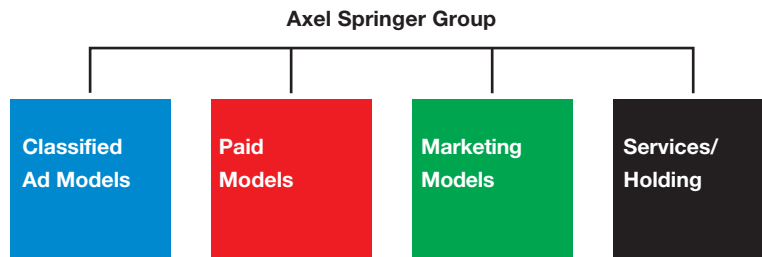 Axel Springer Group
Classified
Ad Models
Paid
Models
Marketing
Models
Services/
Holding